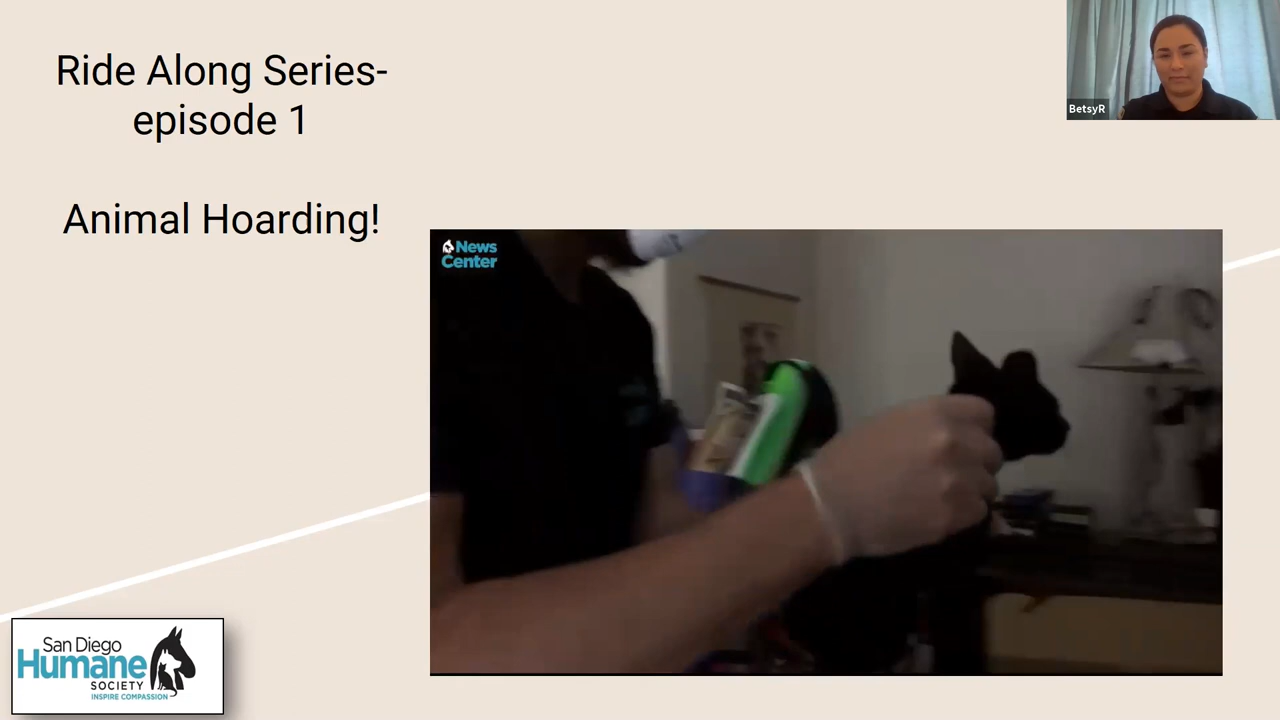 Ride Along Series-
episode 1
Animal Hoarding!
BetsyR
News
Center
San Diego
Humane
SOCIETY
INSPIRE COMPASSION